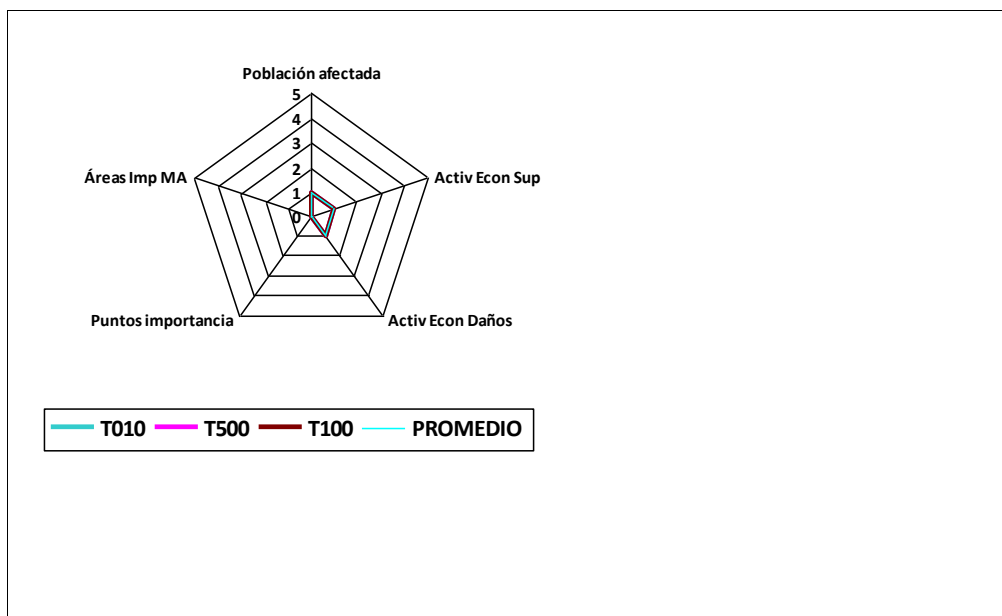 Población afectada
5
4
3
2
1
0
Áreas Imp MA
Activ Econ Sup
Puntos importancia
Activ Econ Daños
T010 T500 T100 PROMEDIO